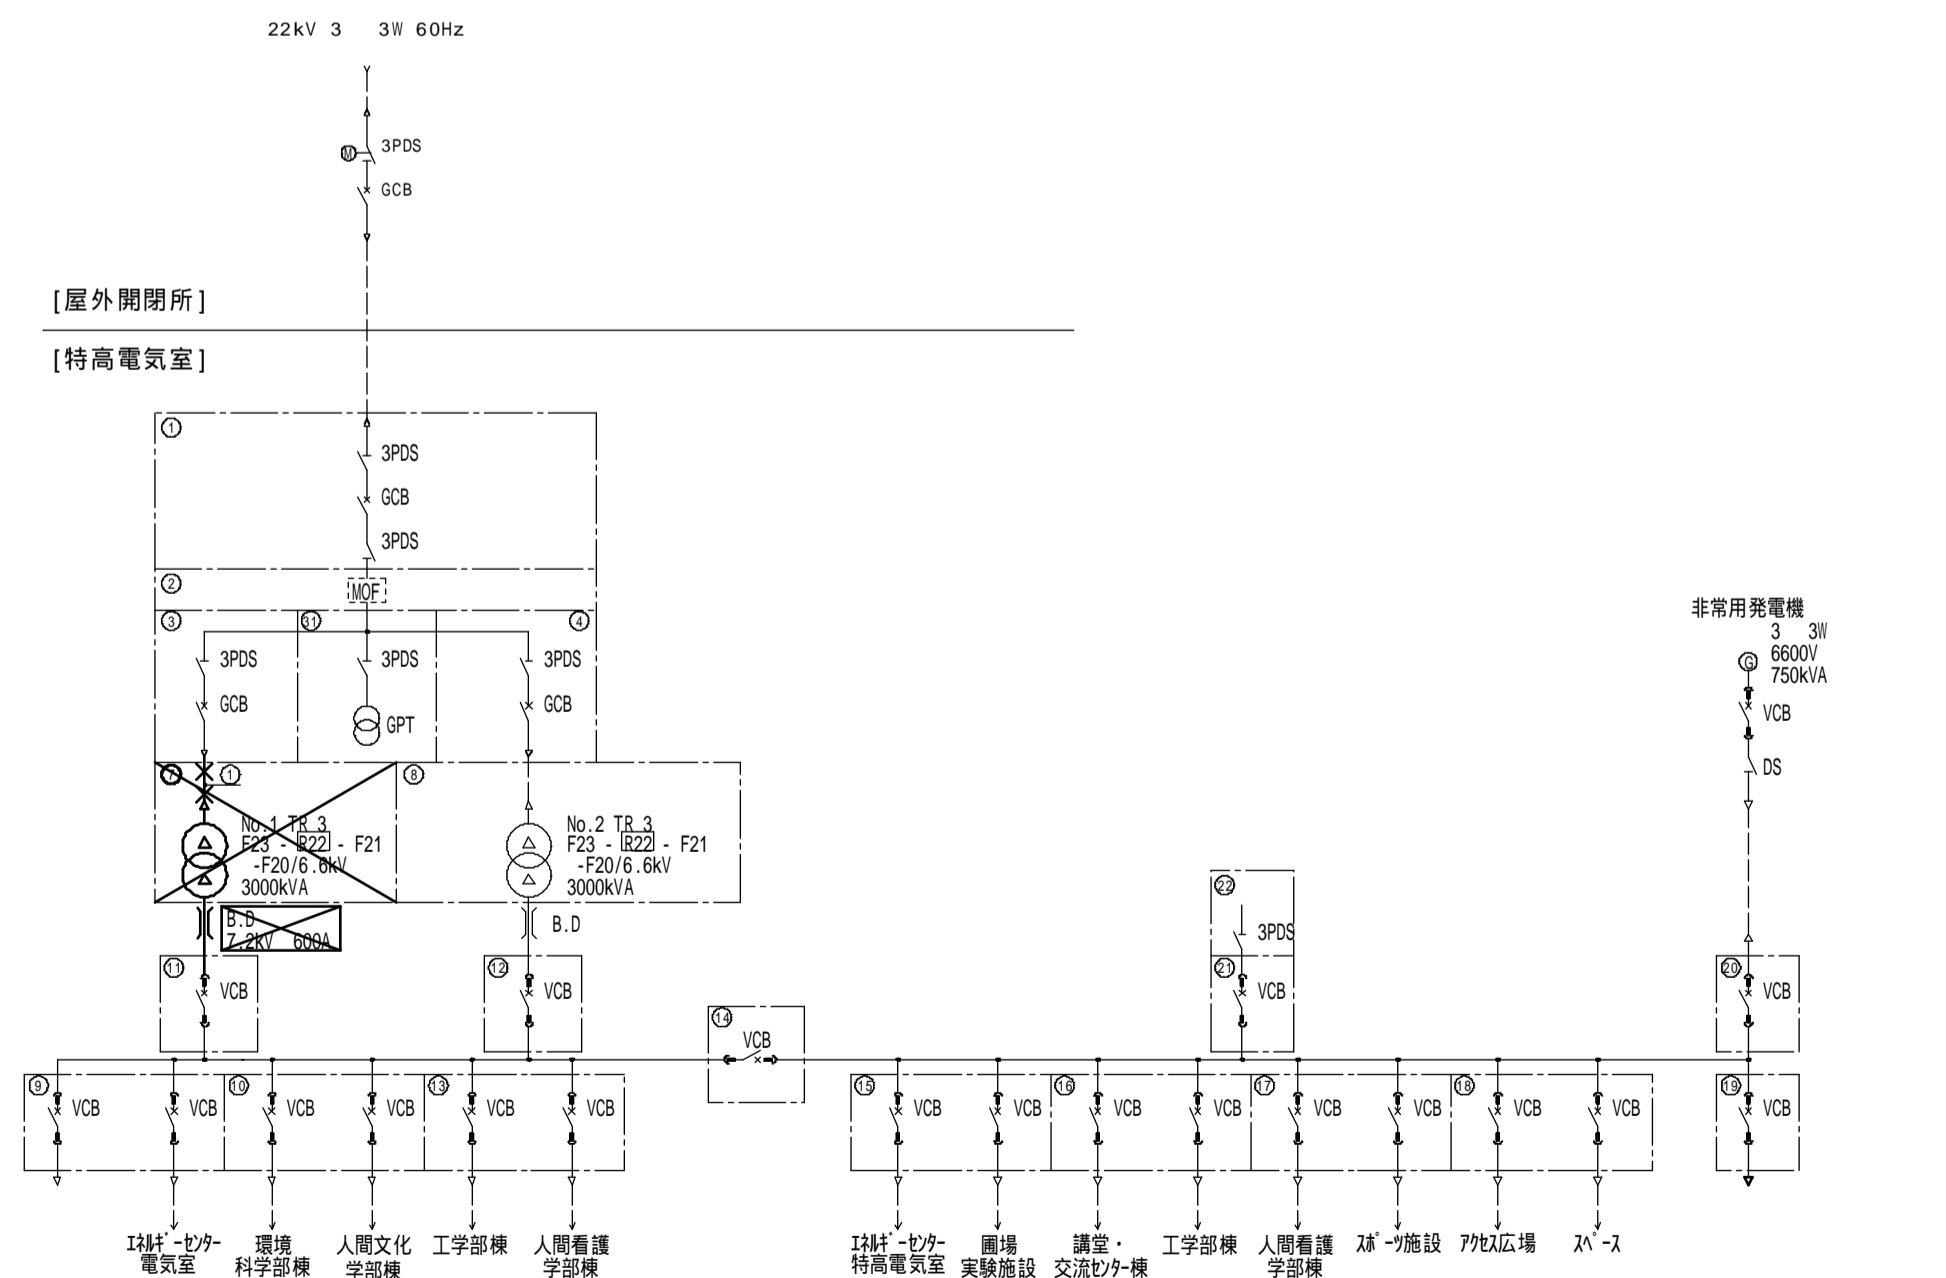 22kV 3 3W 60Hz
M
3PDS
GCB
[屋外開閉所]
[特高電気室]
1
3PDS
GCB
3PDS
2
MOF
3
31
4
3PDS
3PDS
3PDS
GCB
GPT
GCB
7
1
8
No.1 TR 3
F23 - R22 - F21
-F20/6.6kV
3000kVA
No.2 TR 3
F23 - R22 - F21
-F20/6.6kV
3000kVA
B.D
7.2kV 600A
B.D
非常用発電機
3 3W
6600V
750kVA
G
VCB
DS
11
VCB
12
VCB
14
VCB
22
3PDS
21
VCB
20
VCB
9
VCB
VCB
10
VCB
VCB
13
VCB
VCB
15
VCB
VCB
16
VCB
VCB
17
VCB
VCB
18
VCB
VCB
19
VCB
ｴﾈﾙｷﾞｰｾﾝﾀｰ
電気室
環境
科学部棟
人間文化
学部棟
工学部棟
人間看護
学部棟
ｴﾈﾙｷﾞｰｾﾝﾀｰ
特高電気室
圃場
実験施設
講堂・
交流ｾﾝﾀｰ棟
工学部棟
人間看護
学部棟
ｽﾎﾟｰﾂ施設
ｱｸｾｽ広場
ｽﾍﾟｰｽ